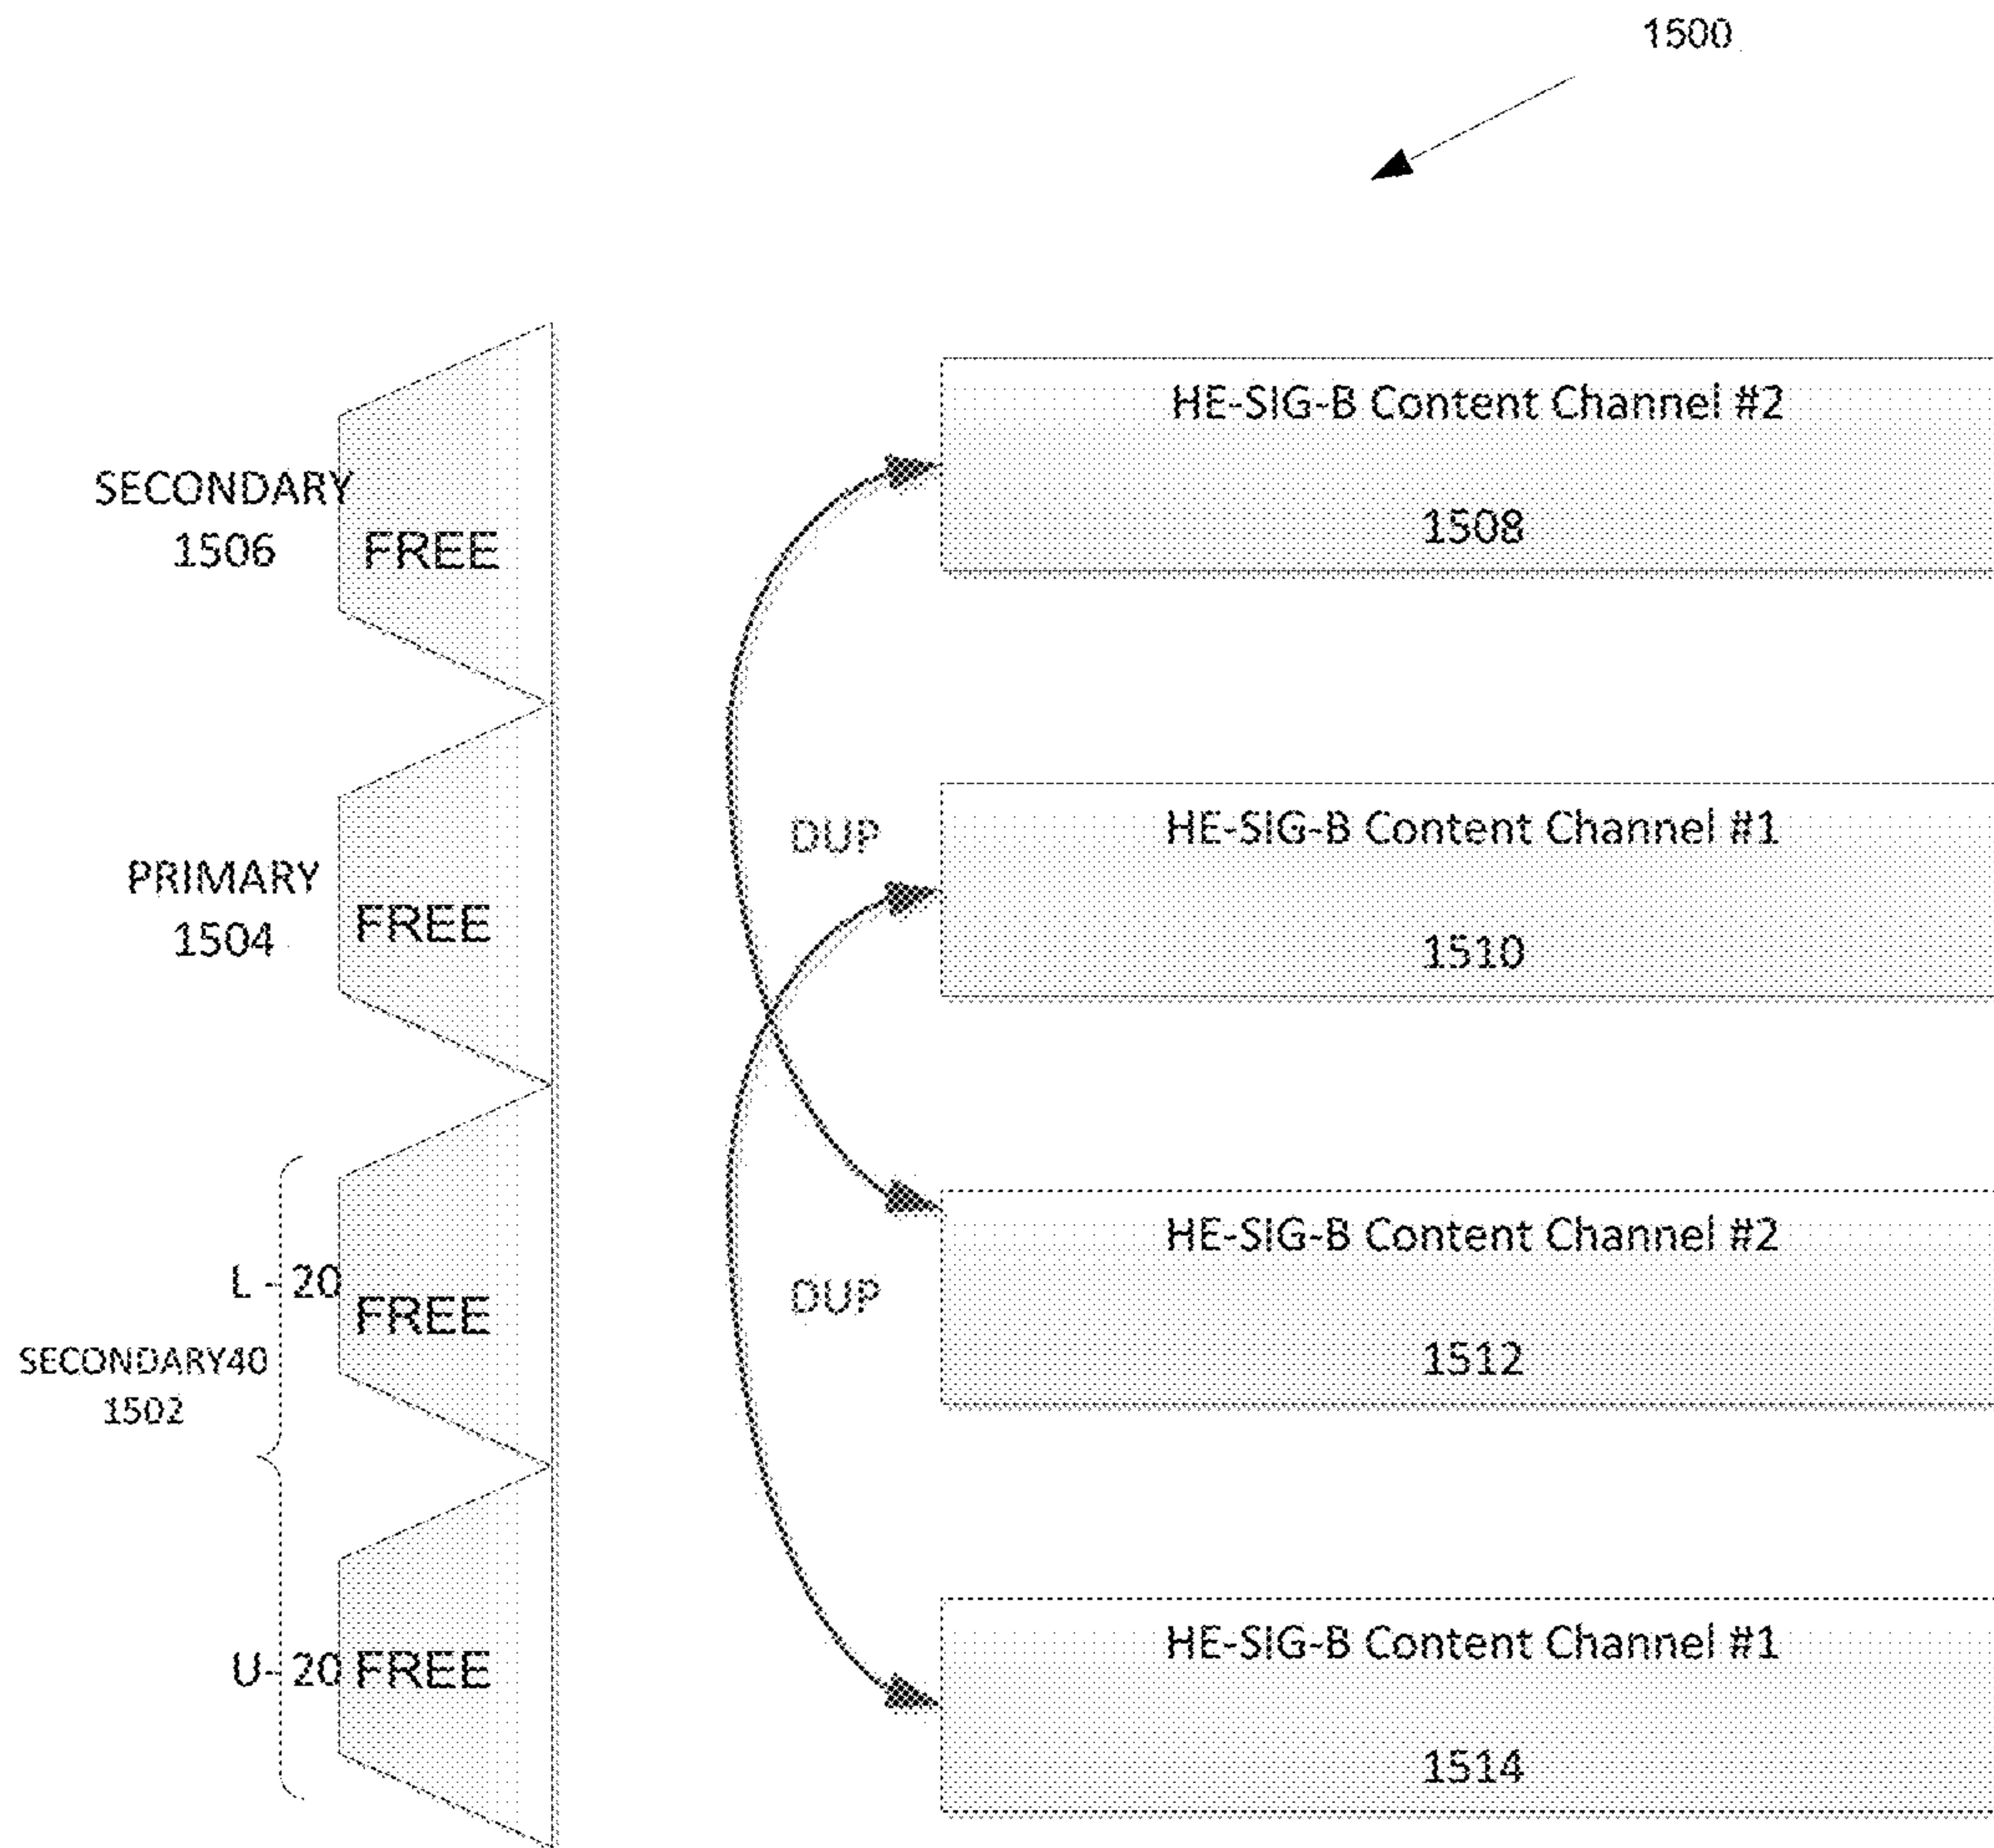 1500
HE-SIG-B Content Channel #2
SECONDARY
1506
FREE
1508
DUP
HE-SIG-B Content Channel #1
PRIMARY
1504
FREE
1510
HE-SIG-B Content Channel #2
L - 20
FREE
DUP
SECONDARY40
1502
1512
HE-SIG-B Content Channel #1
U- 20
FREE
1514